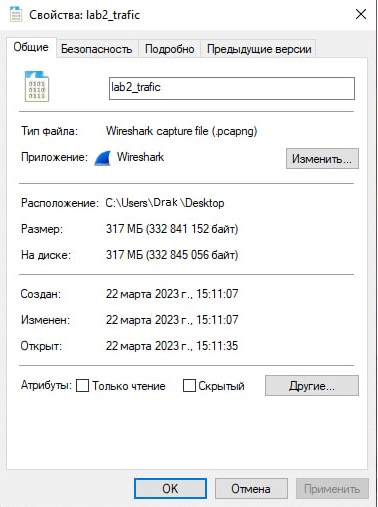 Свойства: lab2_trafic
Общие Безопасность Подробно Предыдущие версии
0101
0110
0111
lab2_trafic
Тип файла: Wireshark capture file (.pcapng)
Приложение: Wireshark Изменить...
Расположение: C:\Users\Drak\Desktop
Размер: 317 МБ (332 841 152 байт)
На диске: 317 МБ (332 845 056 байт)
Создан: 22 марта 2023 г., 15:11:07
Изменен: 22 марта 2023 г., 15:11:07
Открыт: 22 марта 2023 г., 15:11:35
Атрибуты: Только чтение Скрытый Другие...
OK Отмена Применить